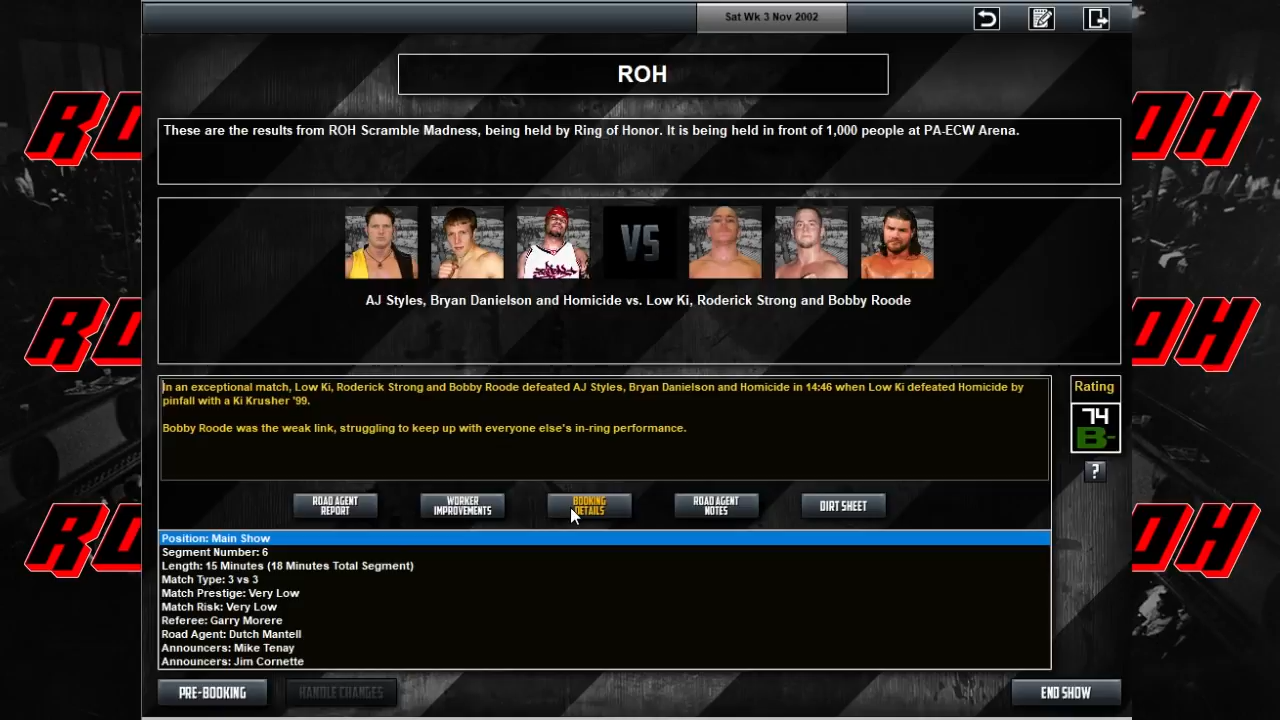 Sat Wk 3 Nov 2002
ROH
These are the results from ROH Scramble Madness, being held by Ring of Honor. It is being held in front of 1,000 people at PA-ECW Arena.
VS
AJ Styles, Bryan Danielson and Homicide vs. Low Ki, Roderick Strong and Bobby Roode
In an exceptional match, Low Ki, Roderick Strong and Bobby Roode defeated AJ Styles, Bryan Danielson and Homicide in 14:46 when Low Ki defeated Homicide by
pinfall with a Ki Krusher '99.
Bobby Roode was the weak link, struggling to keep up with everyone else's in-ring performance.
Rating
74
B-
?
ROAD AGENT
REPORT
WORKER
IMPROVEMENTS
BOOKING
DETAILS
ROAD AGENT
NOTES
DIRT SHEET
Position: Main Show
Segment Number: 6
Length: 15 Minutes (18 Minutes Total Segment)
Match Type: 3 vs 3
Match Prestige: Very Low
Match Risk: Very Low
Referee: Garry Morere
Road Agent: Dutch Mantell
Announcers: Mike Tenay
Announcers: Jim Cornette
PRE-BOOKING
HANDLE CHANGES
END SHOW
RO
OH
RO
OH
RO
OH